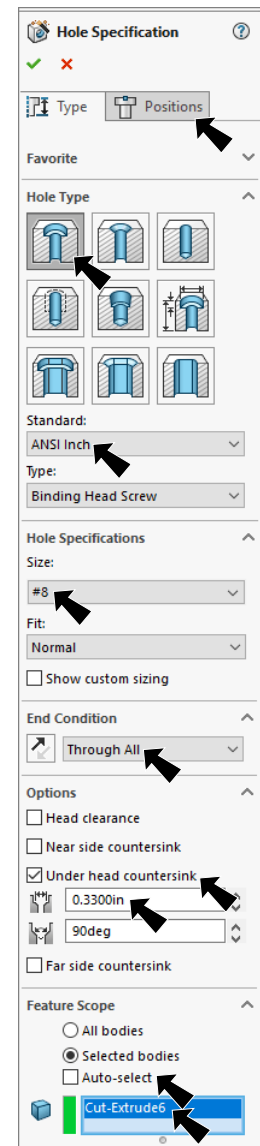 Hole Specification
Type Positions
Favorite
Hole Type
Standard:
ANSI Inch
Type:
Binding Head Screw
Hole Specifications
Size:
#8
Fit:
Normal
Show custom sizing
End Condition
Through All
Options
Head clearance
Near side countersink
Under head countersink
0.3300in
90deg
Far side countersink
Feature Scope
All bodies
Selected bodies
Auto-select
Cut-Extrude6